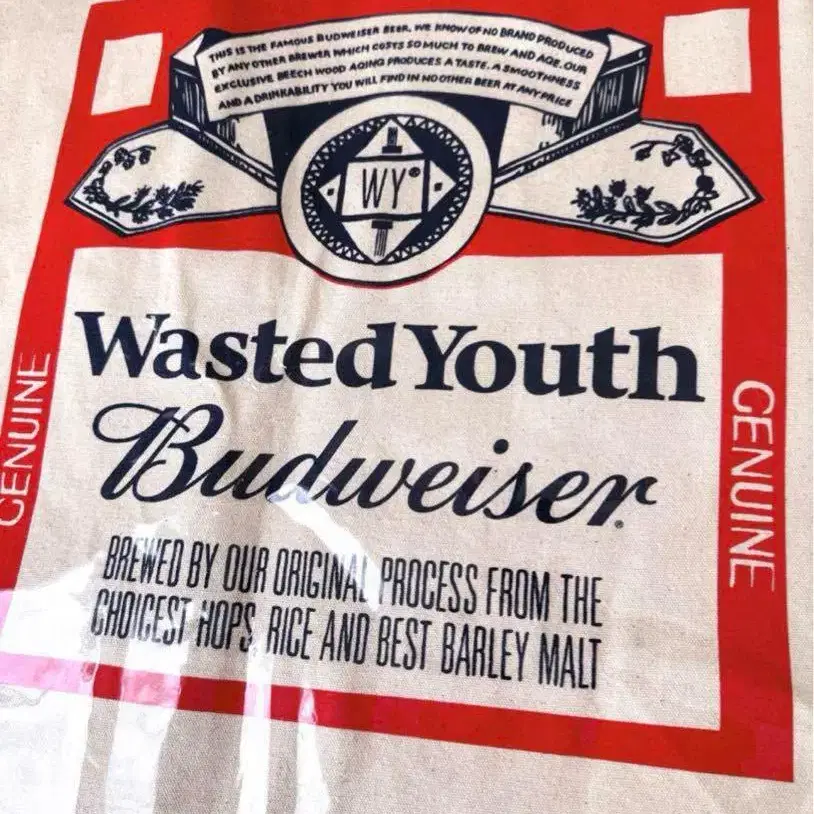 THIS IS THE FAMOUS BUDWEISER BEER. WE KNOW OF NO BRAND PRODUCED
BY ANY OTHER BREWER WHICH COSTS SO MUCH TO BREW AND AGE. OUR
EXCLUSIVE BEECH WOOD AGING PRODUCES A TASTE. A SMOOTHNESS
AND A DRINKABILITY YOU WILL FIND IN NO OTHER BEER AT ANY PRICE
WY®
Wasted Youth
Budweiser®
GENUINE
GENUINE
BREWED BY OUR ORIGINAL PROCESS FROM THE
CHOICEST HOPS, RICE AND BEST BARLEY MALT